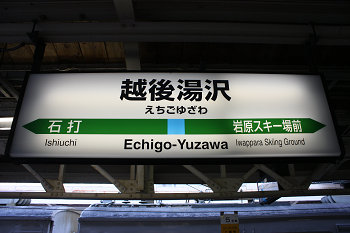 越後湯沢
えちごゆざわ
石打
岩原スキー場前
Ishiuchi
Echigo-Yuzawa
Iwappara Skiing Ground